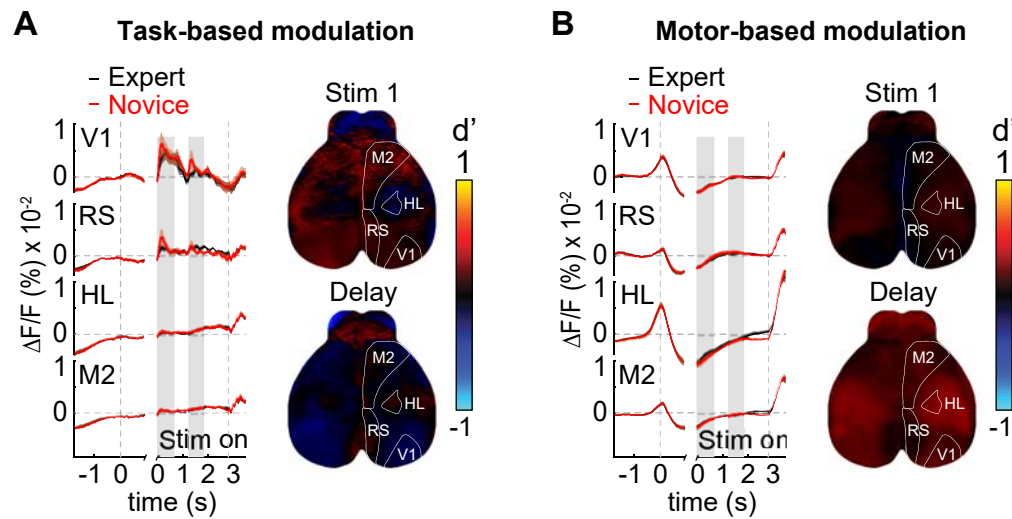 A Task-based modulation
Expert
Novice
V1
1
0
RS
1
0
HL
1
0
M2
1
0
ΔF/F (%) x 10⁻²
Stim on
-1 0 0 1 2 3
time (s)
Stim 1
M2
HL
RS
V1
Delay
M2
HL
RS
V1
d'
1
-1
B Motor-based modulation
Expert
Novice
V1
1
0
RS
1
0
HL
1
0
M2
1
0
ΔF/F (%) x 10⁻²
Stim on
-1 0 0 1 2 3
time (s)
Stim 1
M2
HL
RS
V1
Delay
M2
HL
RS
V1
d'
1
-1